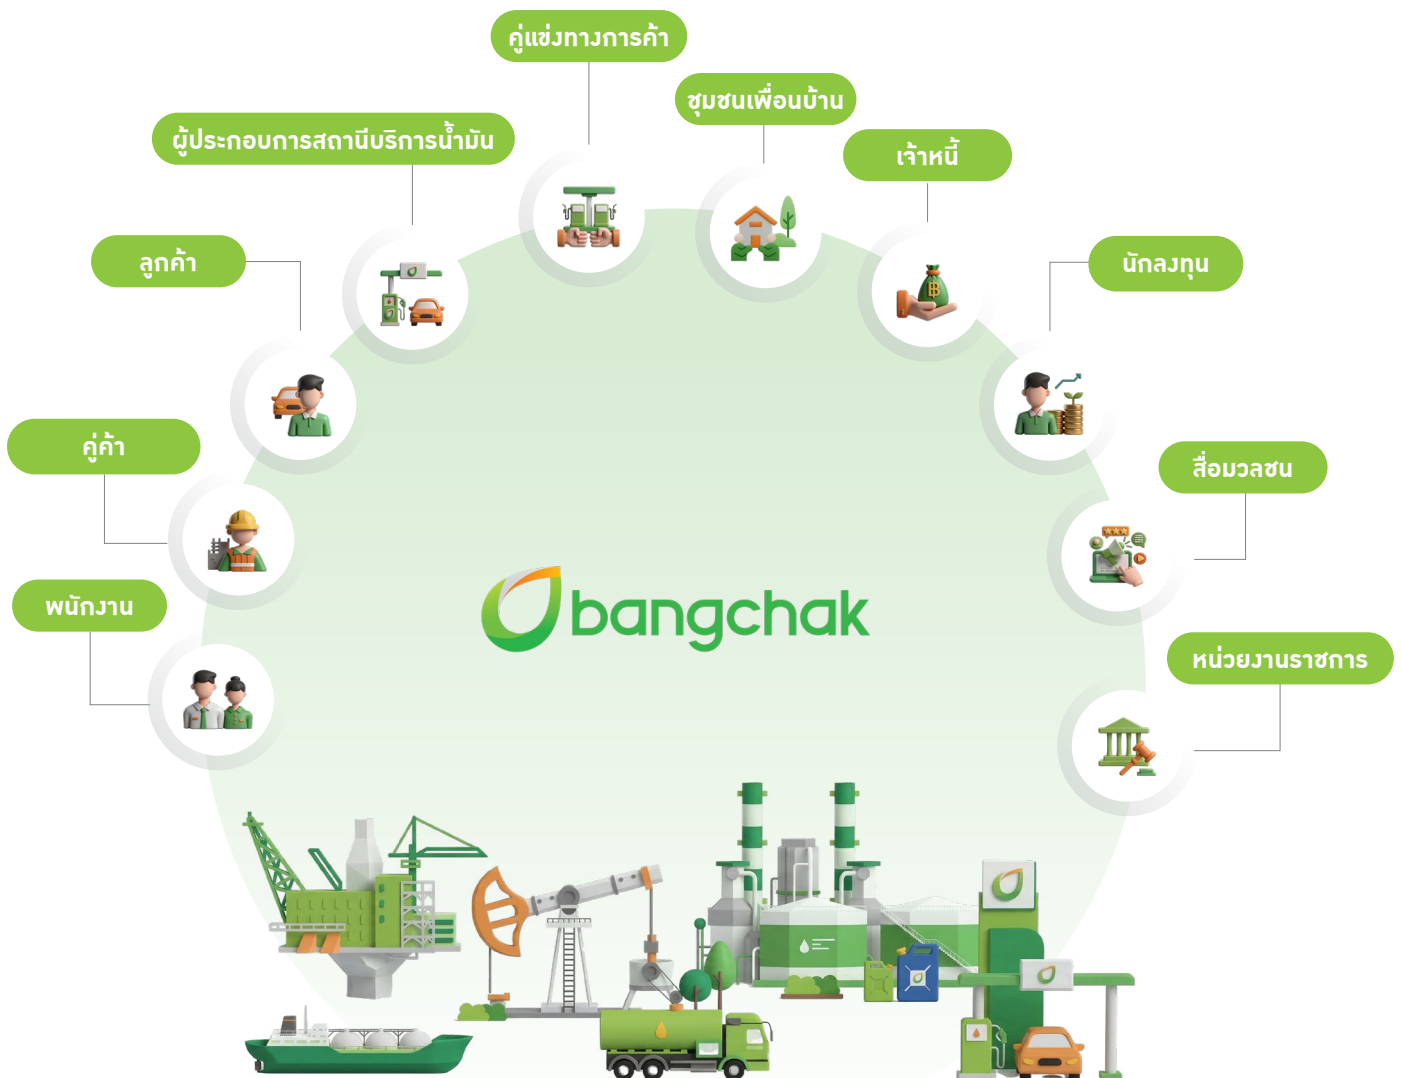 คู่แข่งทางการค้า
ชุมชนเพื่อนบ้าน
ผู้ประกอบการสถานีบริการน้ำมัน
เจ้าหนี้
ลูกค้า
นักลงทุน
คู่ค้า
สื่อมวลชน
พนักงาน
bangchak
หน่วยงานราชการ